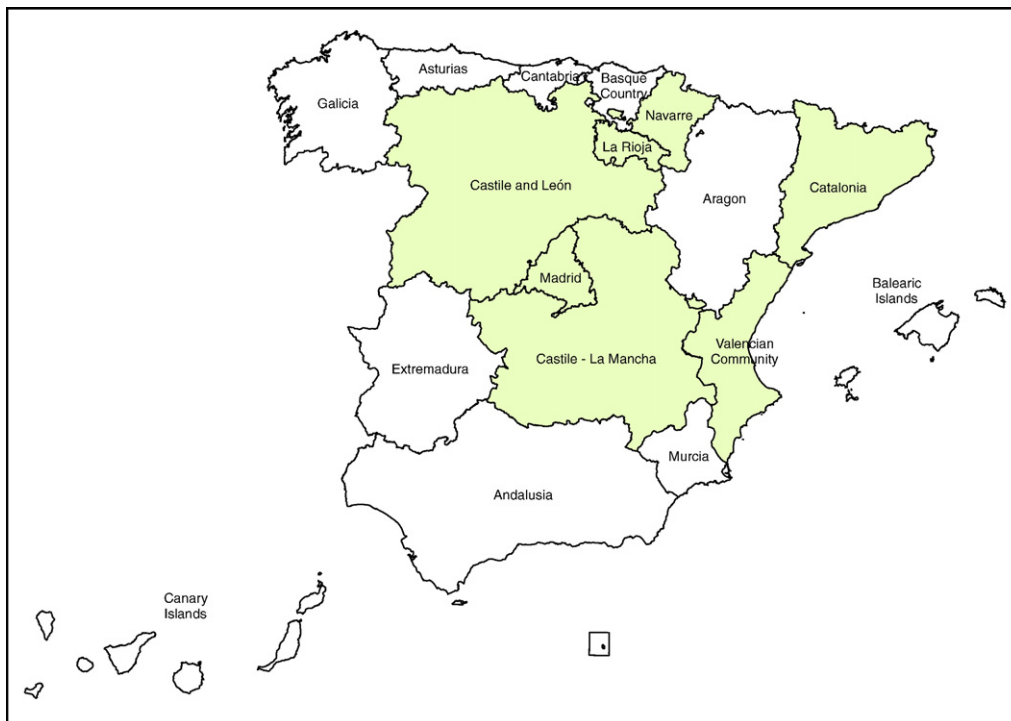 Asturias
Cantabria
Basque
Country
Galicia
Navarre
La Rioja
Castile and León
Catalonia
Aragon
Madrid
Balearic
Islands
Valencian
Community
Castile - La Mancha
Extremadura
Murcia
Andalusia
Canary
Islands